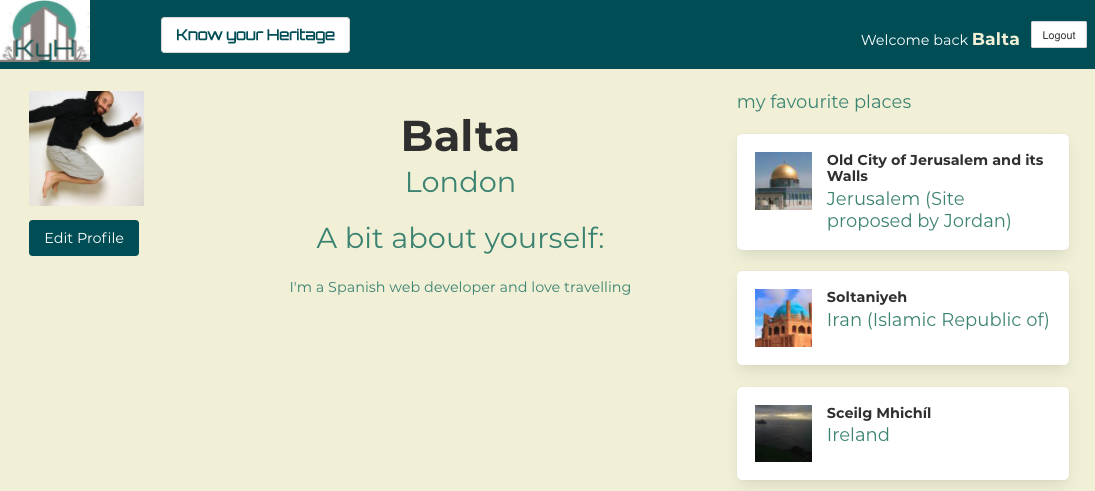 KyH
Know your Heritage
Welcome back Balta
Logout
Edit Profile
Balta
London
A bit about yourself:
I'm a Spanish web developer and love travelling
my favourite places
Old City of Jerusalem and its
Walls
Jerusalem (Site
proposed by Jordan)
Soltaniyeh
Iran (Islamic Republic of)
Sceilg Mhichíl
Ireland